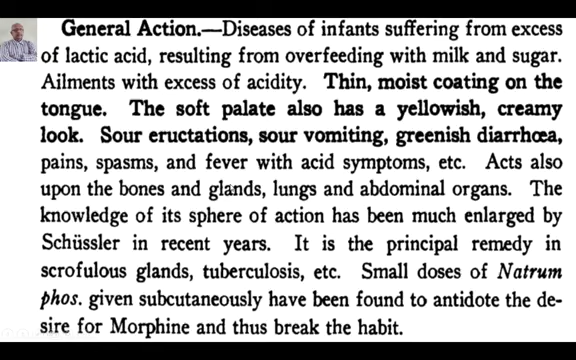 General Action.—Diseases of infants suffering from excess
of lactic acid, resulting from overfeeding with milk and sugar.
Ailments with excess of acidity. Thin, moist coating on the
tongue. The soft palate also has a yellowish, creamy
look. Sour eructations, sour vomiting, greenish diarrhœa,
pains, spasms, and fever with acid symptoms, etc. Acts also
upon the bones and glands, lungs and abdominal organs. The
knowledge of its sphere of action has been much enlarged by
Schüssler in recent years. It is the principal remedy in
scrofulous glands, tuberculosis, etc. Small doses of Natrum
phos. given subcutaneously have been found to antidote the de-
sire for Morphine and thus break the habit.